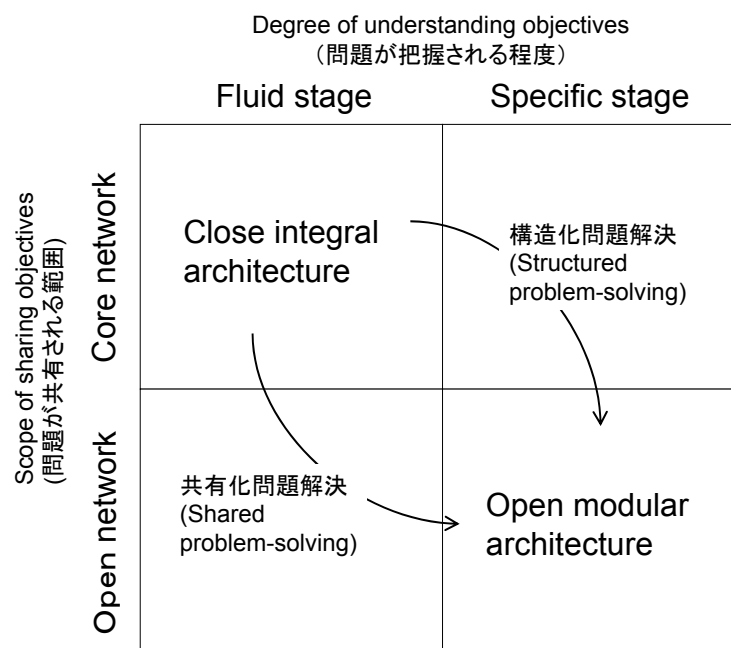 Degree of understanding objectives
（問題が把握される程度）
Fluid stage
Specific stage
Scope of sharing objectives
(問題が共有される範囲)
Core network
Open network
Close integral
architecture
構造化問題解決
(Structured
problem-solving)
共有化問題解決
(Shared
problem-solving)
Open modular
architecture